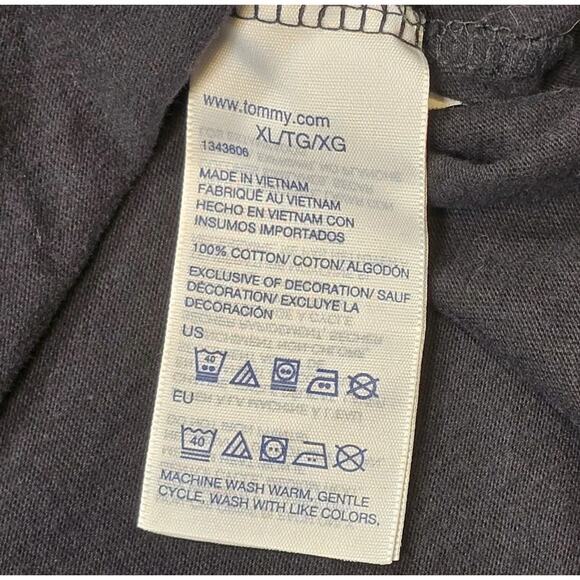 www.tommy.com
XL/TG/XG
1343606
MADE IN VIETNAM
FABRIQUÉ AU VIETNAM
HECHO EN VIETNAM CON
INSUMOS IMPORTADOS
100% COTTON/ COTON/ ALGODÓN
EXCLUSIVE OF DECORATION/ SAUF
DÉCORATION/ EXCLUYE LA
DECORACIÓN
US
40
EU
40
MACHINE WASH WARM, GENTLE
CYCLE, WASH WITH LIKE COLORS,